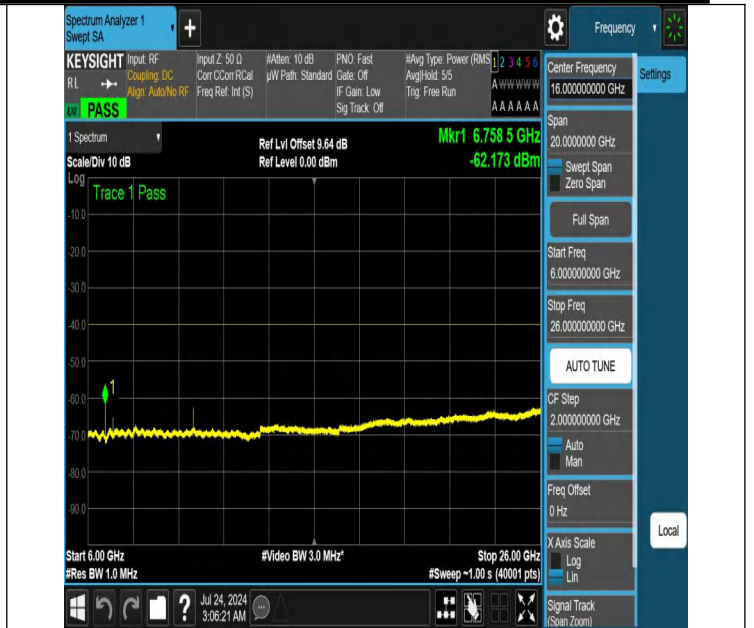 Spectrum Analyzer 1
Swept SA
+
Frequency
KEYSIGHT
RL
PASS
Input: RF
Coupling: DC
Align: Auto/No RF
Input Z: 50 Ω
Corr CCorr RCal
Freq Ref: Int (S)
#Atten: 10 dB
µW Path: Standard
PNO: Fast
Gate: Off
IF Gain: Low
Sig Track: Off
#Avg Type: Power (RMS
Avg|Hold: 5/5
Trig: Free Run
1 2 3 4 5 6
A W W W W W
A A A A A A
1 Spectrum
Scale/Div 10 dB
Ref Lvl Offset 9.64 dB
Ref Level 0.00 dBm
Mkr1 6.758 5 GHz
-62.173 dBm
Log
Trace 1 Pass
-10.0
-20.0
-30.0
-40.0
-50.0
-60.0
-70.0
-80.0
-90.0
1
Start 6.00 GHz
#Res BW 1.0 MHz
#Video BW 3.0 MHz*
Stop 26.00 GHz
#Sweep ~1.00 s (40001 pts)
Center Frequency
16.000000000 GHz
Settings
Span
20.0000000 GHz
Swept Span
Zero Span
Full Span
Start Freq
6.000000000 GHz
Stop Freq
26.000000000 GHz
AUTO TUNE
CF Step
2.000000000 GHz
Auto
Man
Freq Offset
0 Hz
X Axis Scale
Log
Lin
Local
Signal Track
(Span Zoom)
?
Jul 24, 2024
3:06:21 AM